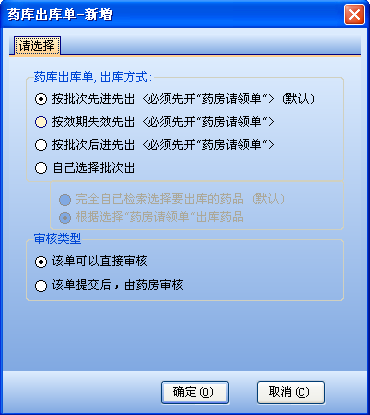 药库出库单-新增
请选择
药库出库单,出库方式:
按批次先进先出 <必须先开"药房请领单"> (默认)
按效期失效先出 <必须先开"药房请领单">
按批次后进先出 <必须先开"药房请领单">
自己选择批次出
完全自己检索选择要出库的药品 (默认)
根据选择"药房请领单"出库药品
审核类型
该单可以直接审核
该单提交后,由药房审核
确定(O) 取消(C)